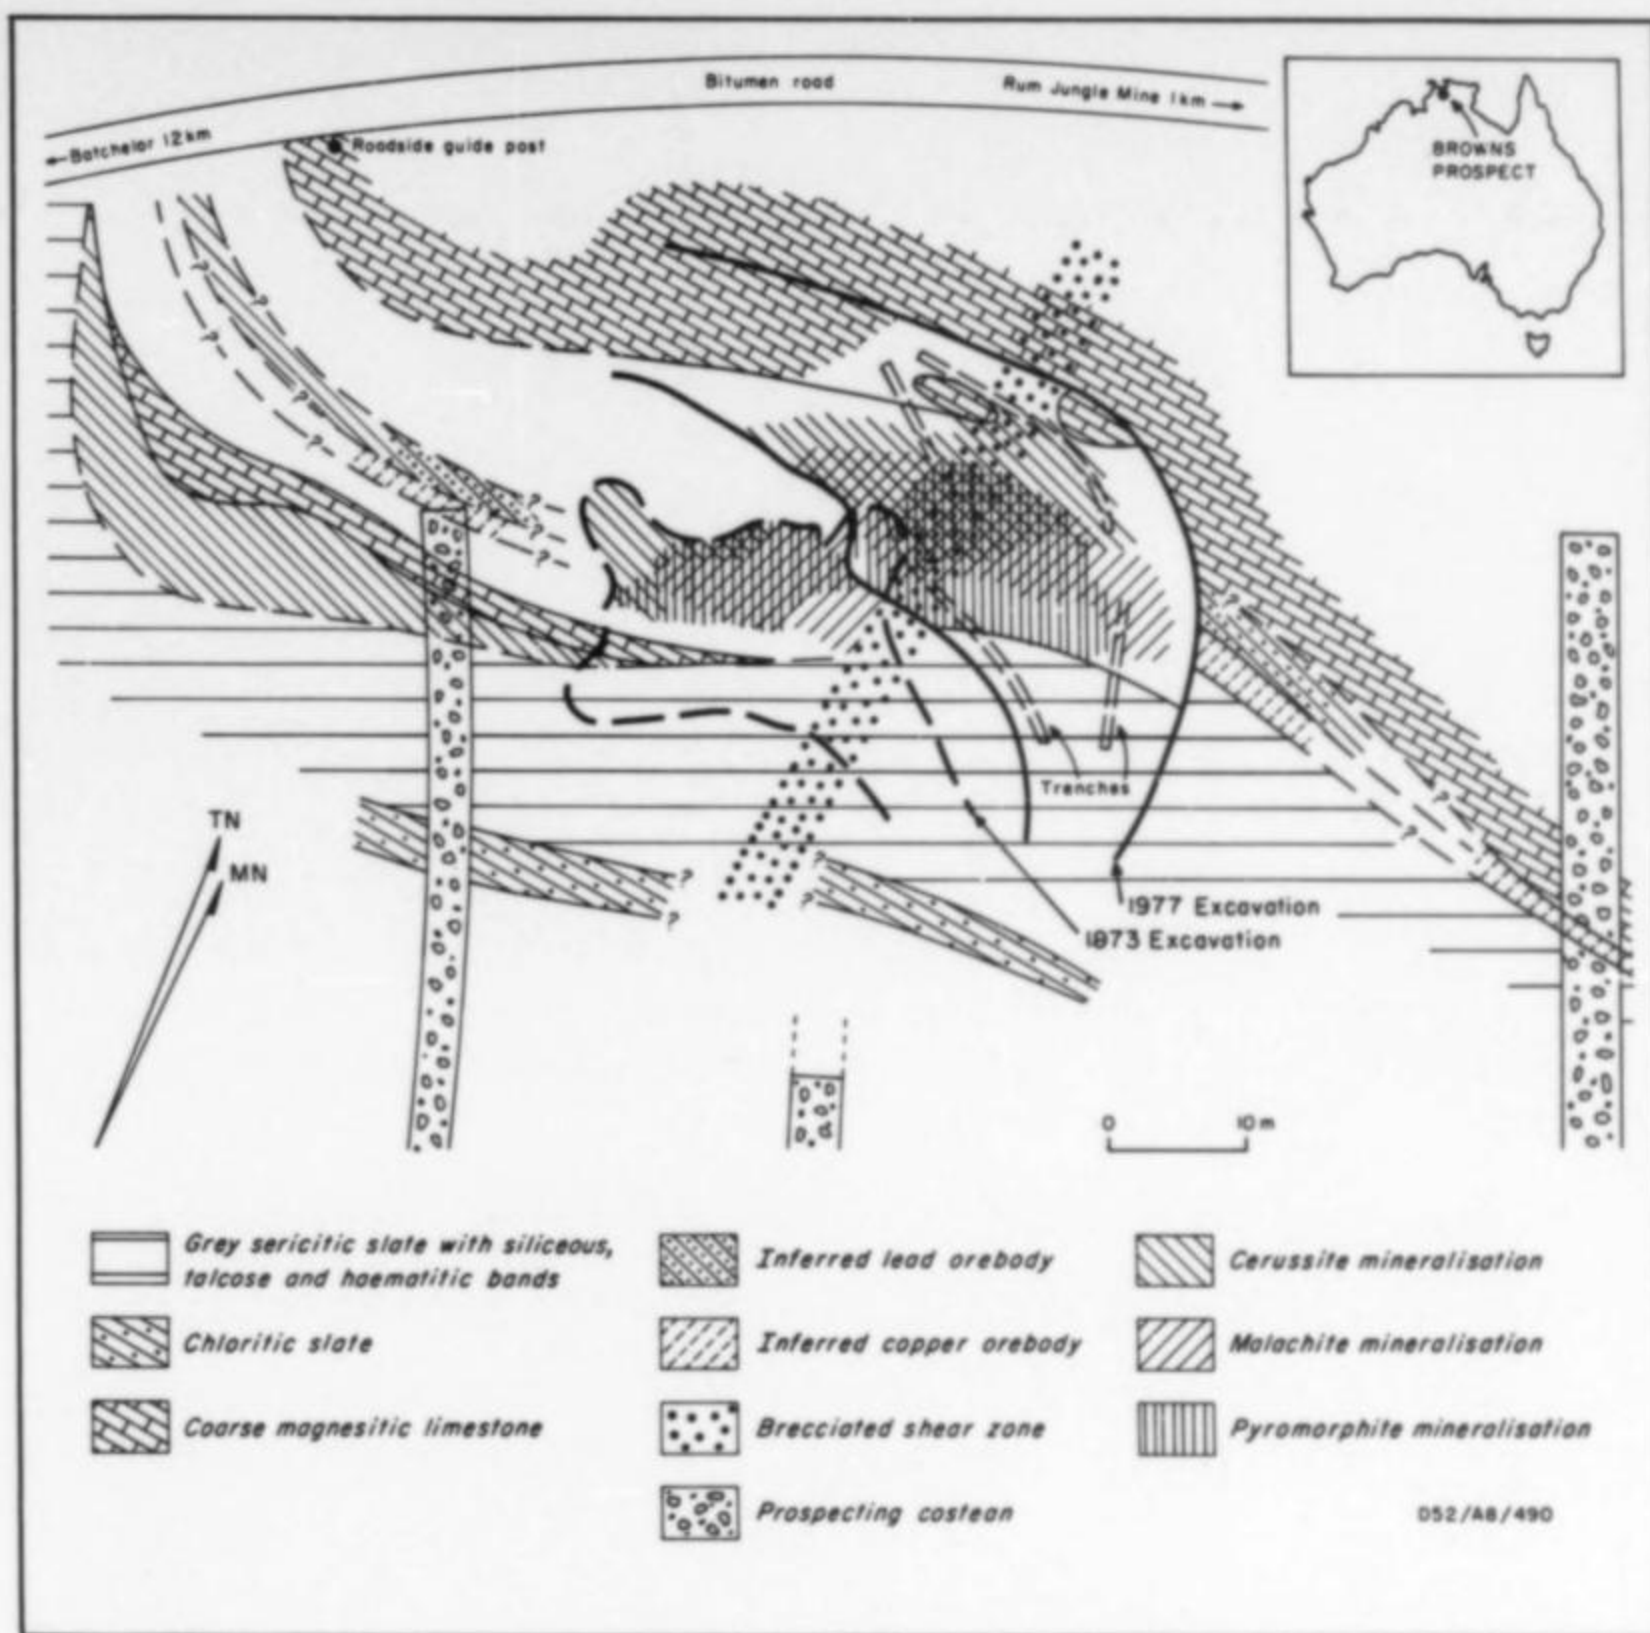 Bitumen road
Rum Jungle Mine 1km
Batchelor 12km
Roadside guide post
BROWNS
PROSPECT
?
?
?
?
?
?
?
?
?
?
?
?
Trenches
TN
MN
?
?
?
?
1977 Excavation
1873 Excavation
0 10m
Grey sericitic slate with siliceous,
talcose and haematitic bands
Chloritic slate
Coarse magnesitic limestone
Inferred lead orebody
Inferred copper orebody
Brecciated shear zone
Prospecting costean
Cerussite mineralisation
Malachite mineralisation
Pyromorphite mineralisation
D52/A8/490